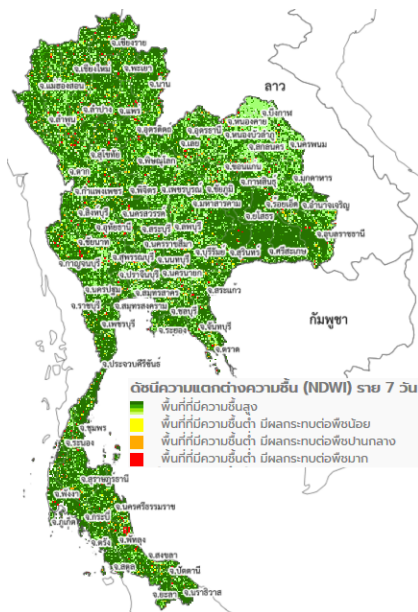 จ.เชียงราย
จ.เชียงใหม่ จ.พะเยา
จ.แม่ฮ่องสอน จ.น่าน
ลาว
จ.ลำปาง จ.แพร่
จ.ลำพูน
จ.อุตรดิตถ์ จ.อุดรธานี จ.หนองคาย จ.บึงกาฬ
จ.เลย จ.หนองบัวลำภู
จ.สกลนคร จ.นครพนม
จ.สุโขทัย จ.พิษณุโลก จ.ขอนแก่น
จ.ตาก จ.กาฬสินธุ์ จ.มุกดาหาร
จ.กำแพงเพชร จ.พิจิตร จ.เพชรบูรณ์ จ.ชัยภูมิ
จ.มหาสารคาม จ.ร้อยเอ็ด จ.อำนาจเจริญ
จ.สิงห์บุรี จ.นครสวรรค์ จ.ยโสธร
จ.อุทัยธานี จ.สระบุรี จ.ลพบุรี
จ.ชัยนาท จ.นครราชสีมา จ.บุรีรัมย์ จ.สุรินทร์ จ.ศรีสะเกษ จ.อุบลราชธานี
จ.สุพรรณบุรี จ.นนทบุรี
จ.กาญจนบุรี จ.ปราจีนบุรี จ.นครนายก
จ.นครปฐม จ.สมุทรสาคร จ.สระแก้ว
จ.ราชบุรี จ.สมุทรสงคราม จ.ชลบุรี
จ.เพชรบุรี จ.ระยอง จ.จันทบุรี
กัมพูชา
จ.ตราด
จ.ประจวบคีรีขันธ์
ดัชนีความแตกต่างความชื้น (NDWI) ราย 7 วัน
พื้นที่ที่มีความชื้นสูง
พื้นที่ที่มีความชื้นต่ำ มีผลกระทบต่อพืชน้อย
พื้นที่ที่มีความชื้นต่ำ มีผลกระทบต่อพืชปานกลาง
พื้นที่ที่มีความชื้นต่ำ มีผลกระทบต่อพืชมาก
จ.ชุมพร
จ.ระนอง
จ.สุราษฎร์ธานี
จ.พังงา
จ.นครศรีธรรมราช
จ.ภูเก็ต จ.กระบี่
จ.ตรัง จ.พัทลุง
จ.สงขลา
จ.สตูล จ.ปัตตานี
จ.ยะลา จ.นราธิวาส